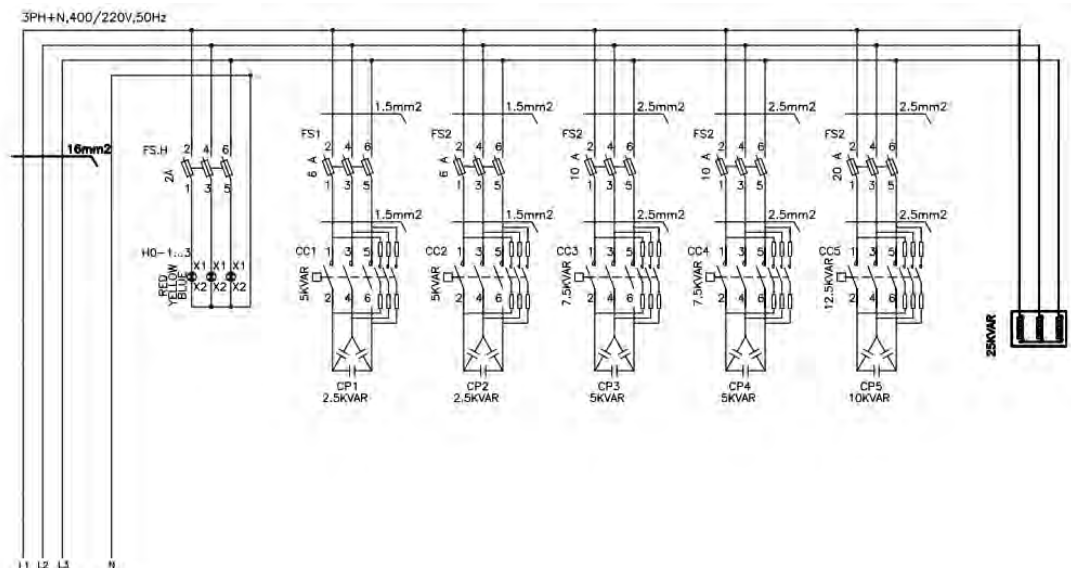 3PH+N,400/220V,50Hz
1.5mm2 1.5mm2 2.5mm2 2.5mm2 2.5mm2
16mm2
FS.H 2 4 6
2A
1 3 5
FS1 2 4 6
6 A
1 3 5
FS2 2 4 6
6 A
1 3 5
FS2 2 4 6
10 A
1 3 5
FS2 2 4 6
10 A
1 3 5
FS2 2 4 6
20 A
1 3 5
1.5mm2 1.5mm2 2.5mm2 2.5mm2 2.5mm2
H0-1...3
X1 X1 X1
X2 X2 X2
RED
YELLOW
BLUE
CC1 1 3 5
5KVAR
2 4 6
CC2 1 3 5
5KVAR
2 4 6
CC3 1 3 5
7.5KVAR
2 4 6
CC4 1 3 5
7.5KVAR
2 4 6
CC5 1 3 5
12.5KVAR
2 4 6
25KVAR
CP1
2.5KVAR
CP2
2.5KVAR
CP3
5KVAR
CP4
5KVAR
CP5
10KVAR
L1 L2 L3 N